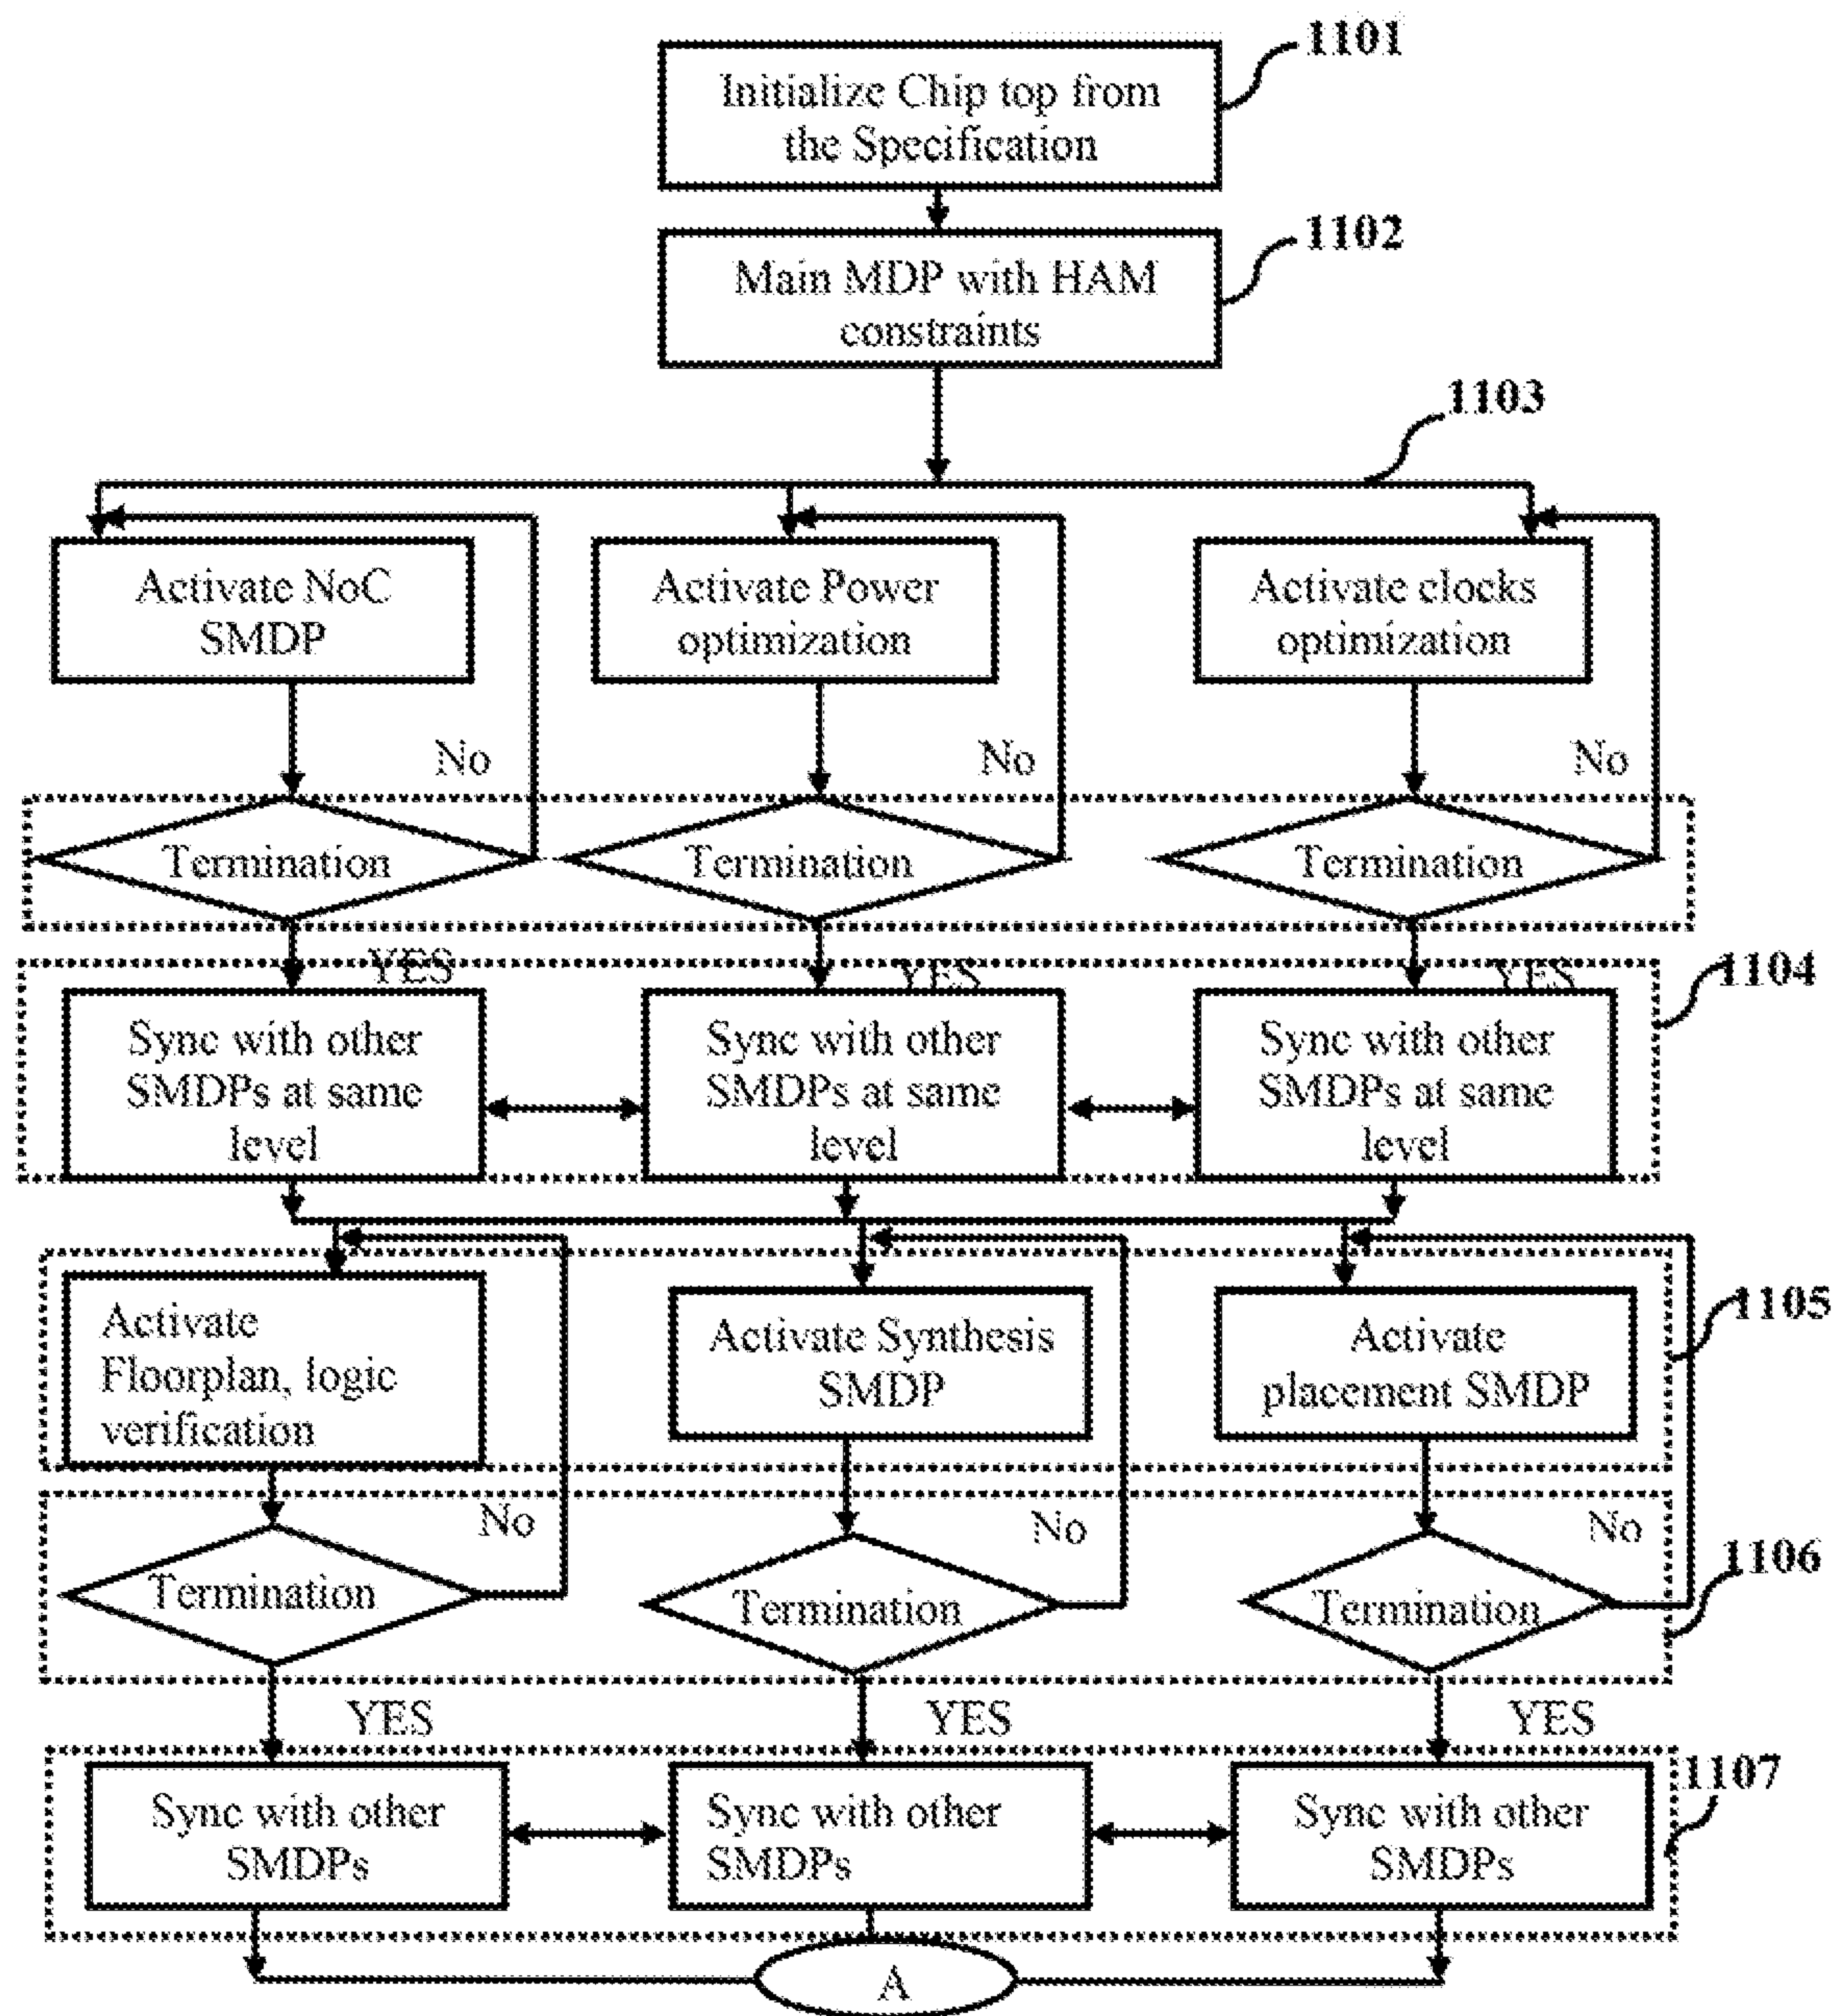 1101
Initialize Chip top from
the Specification
1102
Main MDP with HAM
constraints
1103
Activate NoC
SMDP
Activate Power
optimization
Activate clocks
optimization
No
No
No
Termination
Termination
Termination
YES
YES
YES
1104
Sync with other
SMDPs at same
level
Sync with other
SMDPs at same
level
Sync with other
SMDPs at same
level
1105
Activate
Floorplan, logic
verification
Activate Synthesis
SMDP
Activate
placement SMDP
No
No
No
1106
Termination
Termination
Termination
YES
YES
YES
1107
Sync with other
SMDPs
Sync with other
SMDPs
Sync with other
SMDPs
A